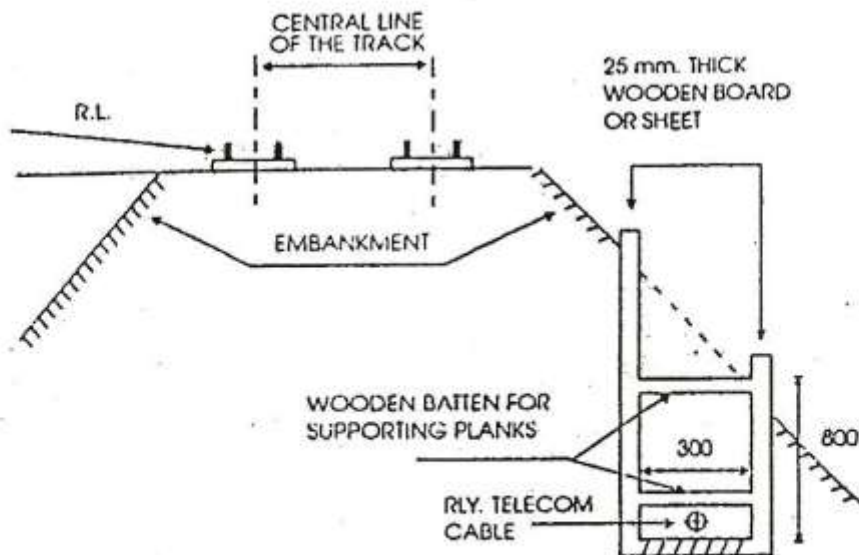 CENTRAL LINE
OF THE TRACK
25 mm. THICK
WOODEN BOARD
OR SHEET
R.L.
EMBANKMENT
WOODEN BATTEN FOR
SUPPORTING PLANKS
300
800
RLY. TELECOM
CABLE